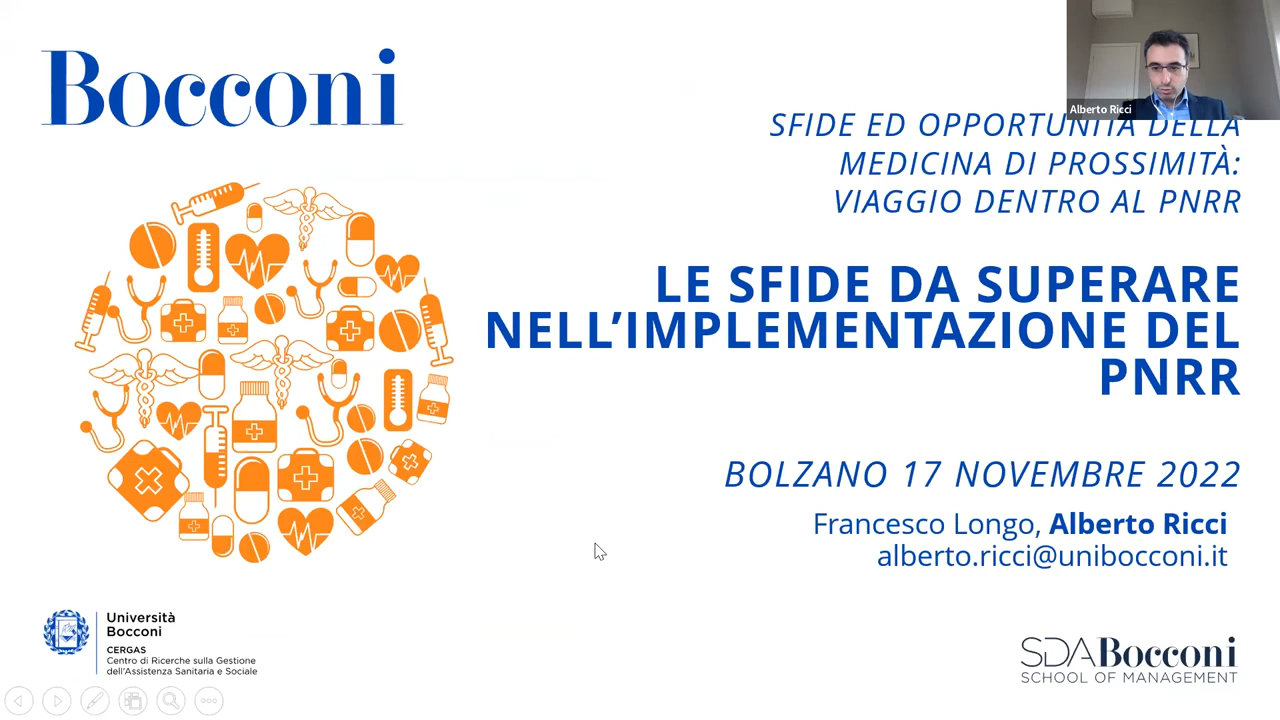 Bocconi
Alberto Ricci
SFIDE ED OPPORTUNITÀ DELLA
MEDICINA DI PROSSIMITÀ:
VIAGGIO DENTRO AL PNRR
LE SFIDE DA SUPERARE
NELL’IMPLEMENTAZIONE DEL
PNRR
BOLZANO 17 NOVEMBRE 2022
Francesco Longo, Alberto Ricci
alberto.ricci@unibocconi.it
Università
Bocconi
CERGAS
Centro di Ricerche sulla Gestione
dell’Assistenza Sanitaria e Sociale
SDA Bocconi
SCHOOL OF MANAGEMENT